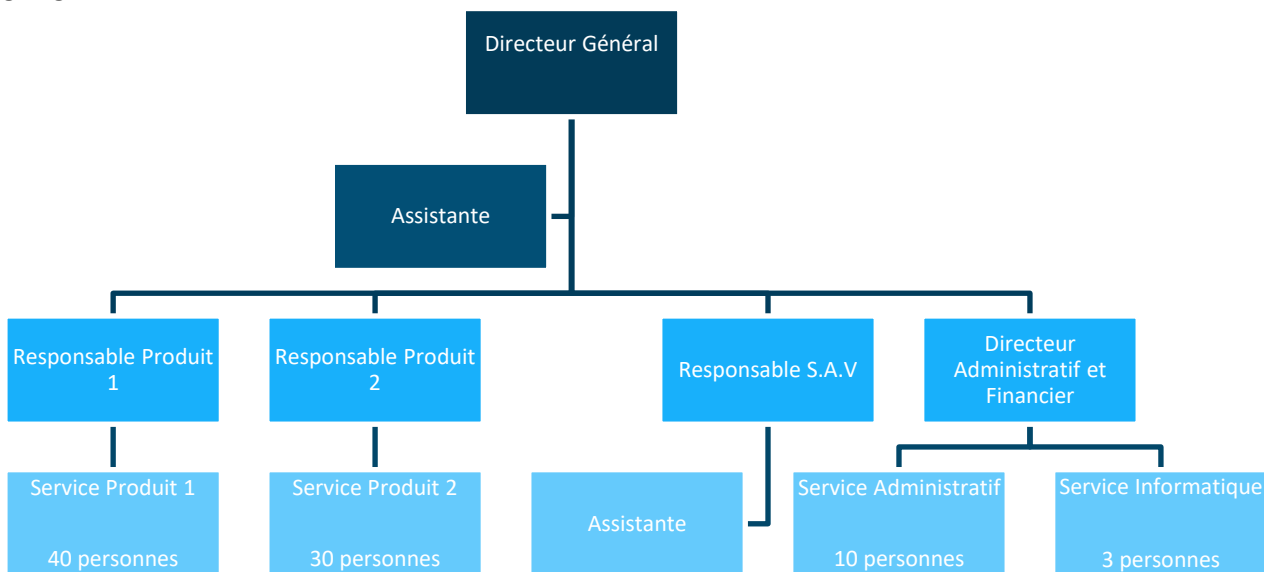 Directeur Général
Assistante
Responsable Produit
1
Responsable Produit
2
Responsable S.A.V
Directeur
Administratif et
Financier
Service Produit 1
40 personnes
Service Produit 2
30 personnes
Assistante
Service Administratif
10 personnes
Service Informatique
3 personnes